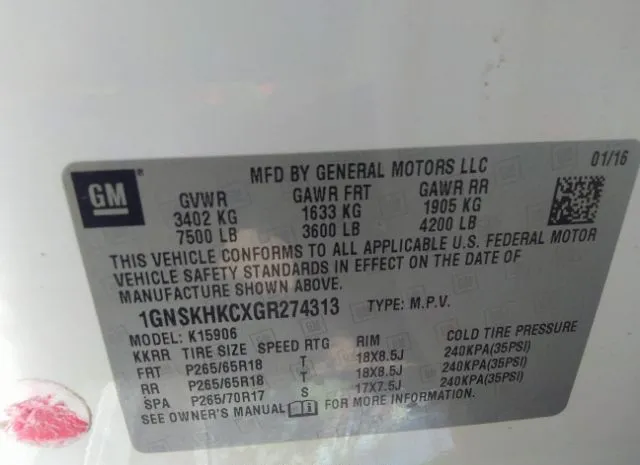 MFD BY GENERAL MOTORS LLC 01/16
GM
GVWR GAWR FRT GAWR RR
3402 KG 1633 KG 1905 KG
7500 LB 3600 LB 4200 LB
THIS VEHICLE CONFORMS TO ALL APPLICABLE U.S. FEDERAL MOTOR
VEHICLE SAFETY STANDARDS IN EFFECT ON THE DATE OF
MANUFACTURE SHOWN ABOVE.
1GNSKHKCXGR274313 TYPE: M.P.V.
MODEL: K15906
KKRR TIRE SIZE SPEED RTG RIM COLD TIRE PRESSURE
FRT P265/65R18 T 18X8.5J 240KPA(35PSI)
RR P265/65R18 T 18X8.5J 240KPA(35PSI)
SPA P265/70R17 S 17X7.5J 240KPA(35PSI)
SEE OWNER'S MANUAL FOR MORE INFORMATION.